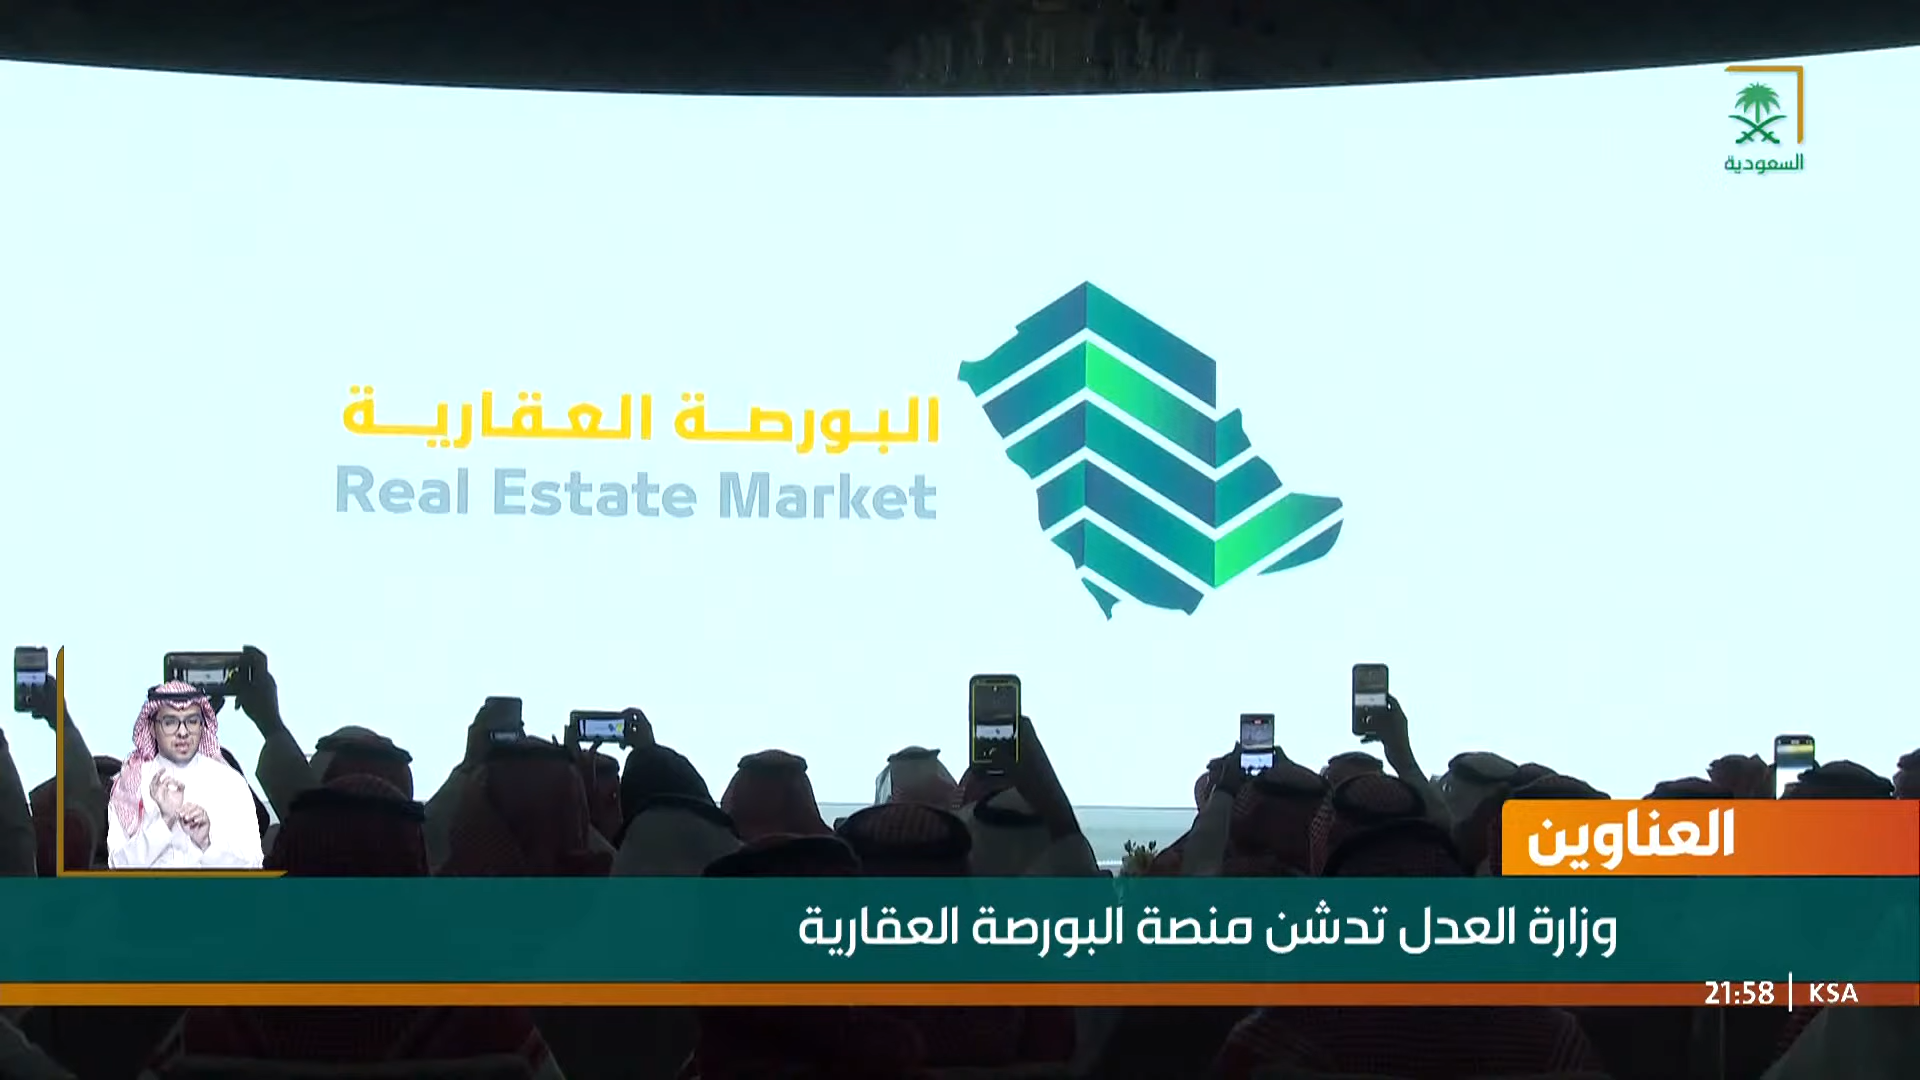 السعودية
البورصة العقارية
Real Estate Market
العناوين
وزارة العدل تدشن منصة البورصة العقارية
21:58 | KSA